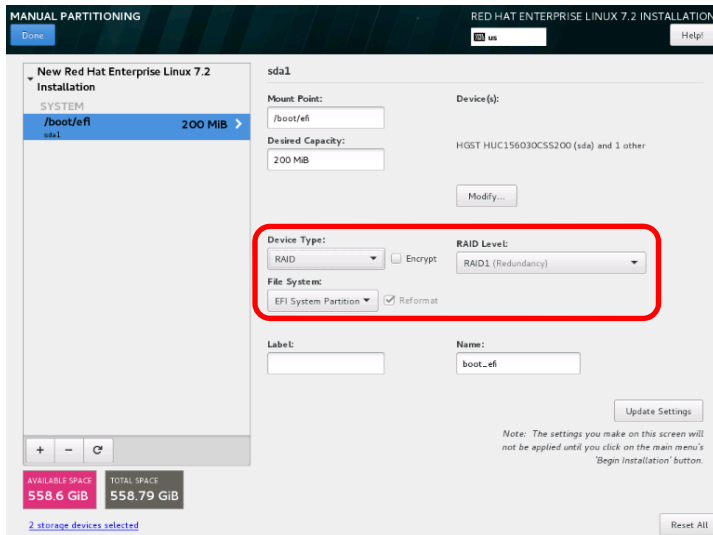 MANUAL PARTITIONING
RED HAT ENTERPRISE LINUX 7.2 INSTALLATION
Done
us
Help!
New Red Hat Enterprise Linux 7.2
Installation
SYSTEM
/boot/efi
200 MiB
sda1
sda1
Mount Point:
/boot/efi
Desired Capacity:
200 MiB
Device(s):
HGST HUC156030CSS200 (sda) and 1 other
Modify...
Device Type:
RAID
Encrypt
RAID Level:
RAID1 (Redundancy)
File System:
EFI System Partition
Reformat
Label:
Name:
boot_efi
Update Settings
Note: The settings you make on this screen will
not be applied until you click on the main menu's
'Begin Installation' button.
+ −
AVAILABLE SPACE
558.6 GiB
TOTAL SPACE
558.79 GiB
2 storage devices selected
Reset All